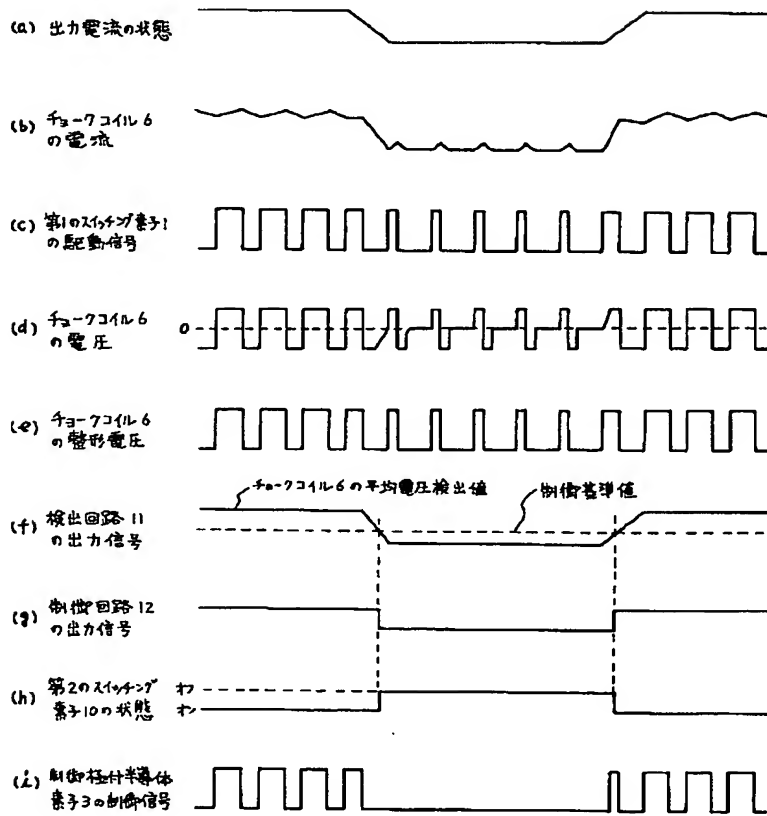 (a) 出力電流の状態
(b) チョークコイル6
の電流
(c) 第1のスイッチング素子1
の駆動信号
(d) チョークコイル6
の電圧
0
(e) チョークコイル6
の整形電圧
チョークコイル6の平均電圧検出値
制御基準値
(f) 検出回路11
の出力信号
(g) 制御回路12
の出力信号
(h) 第2のスイッチング
素子10の状態
オフ
オン
(i) 制御極付半導体
素子3の制御信号